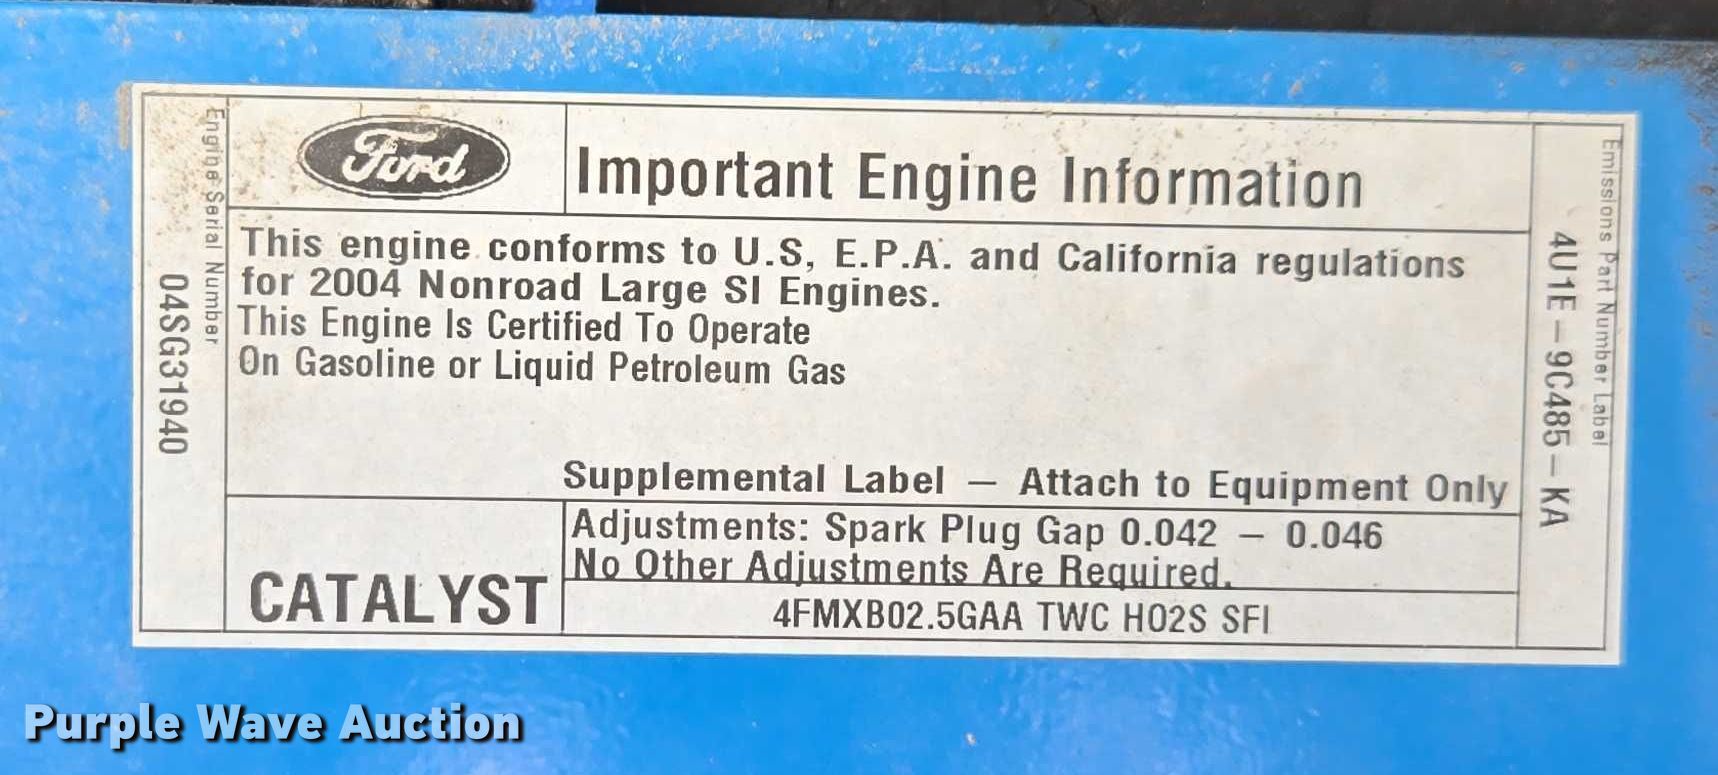 Engine Serial Number
04SG31940
Ford
Important Engine Information
This engine conforms to U.S, E.P.A. and California regulations
for 2004 Nonroad Large SI Engines.
This Engine Is Certified To Operate
On Gasoline or Liquid Petroleum Gas
Supplemental Label — Attach to Equipment Only
CATALYST
Adjustments: Spark Plug Gap 0.042 — 0.046
No Other Adjustments Are Required.
4FMXB02.5GAA TWC HO2S SFI
Emissions Part Number Label
4U1E–9C485–KA
Purple Wave Auction